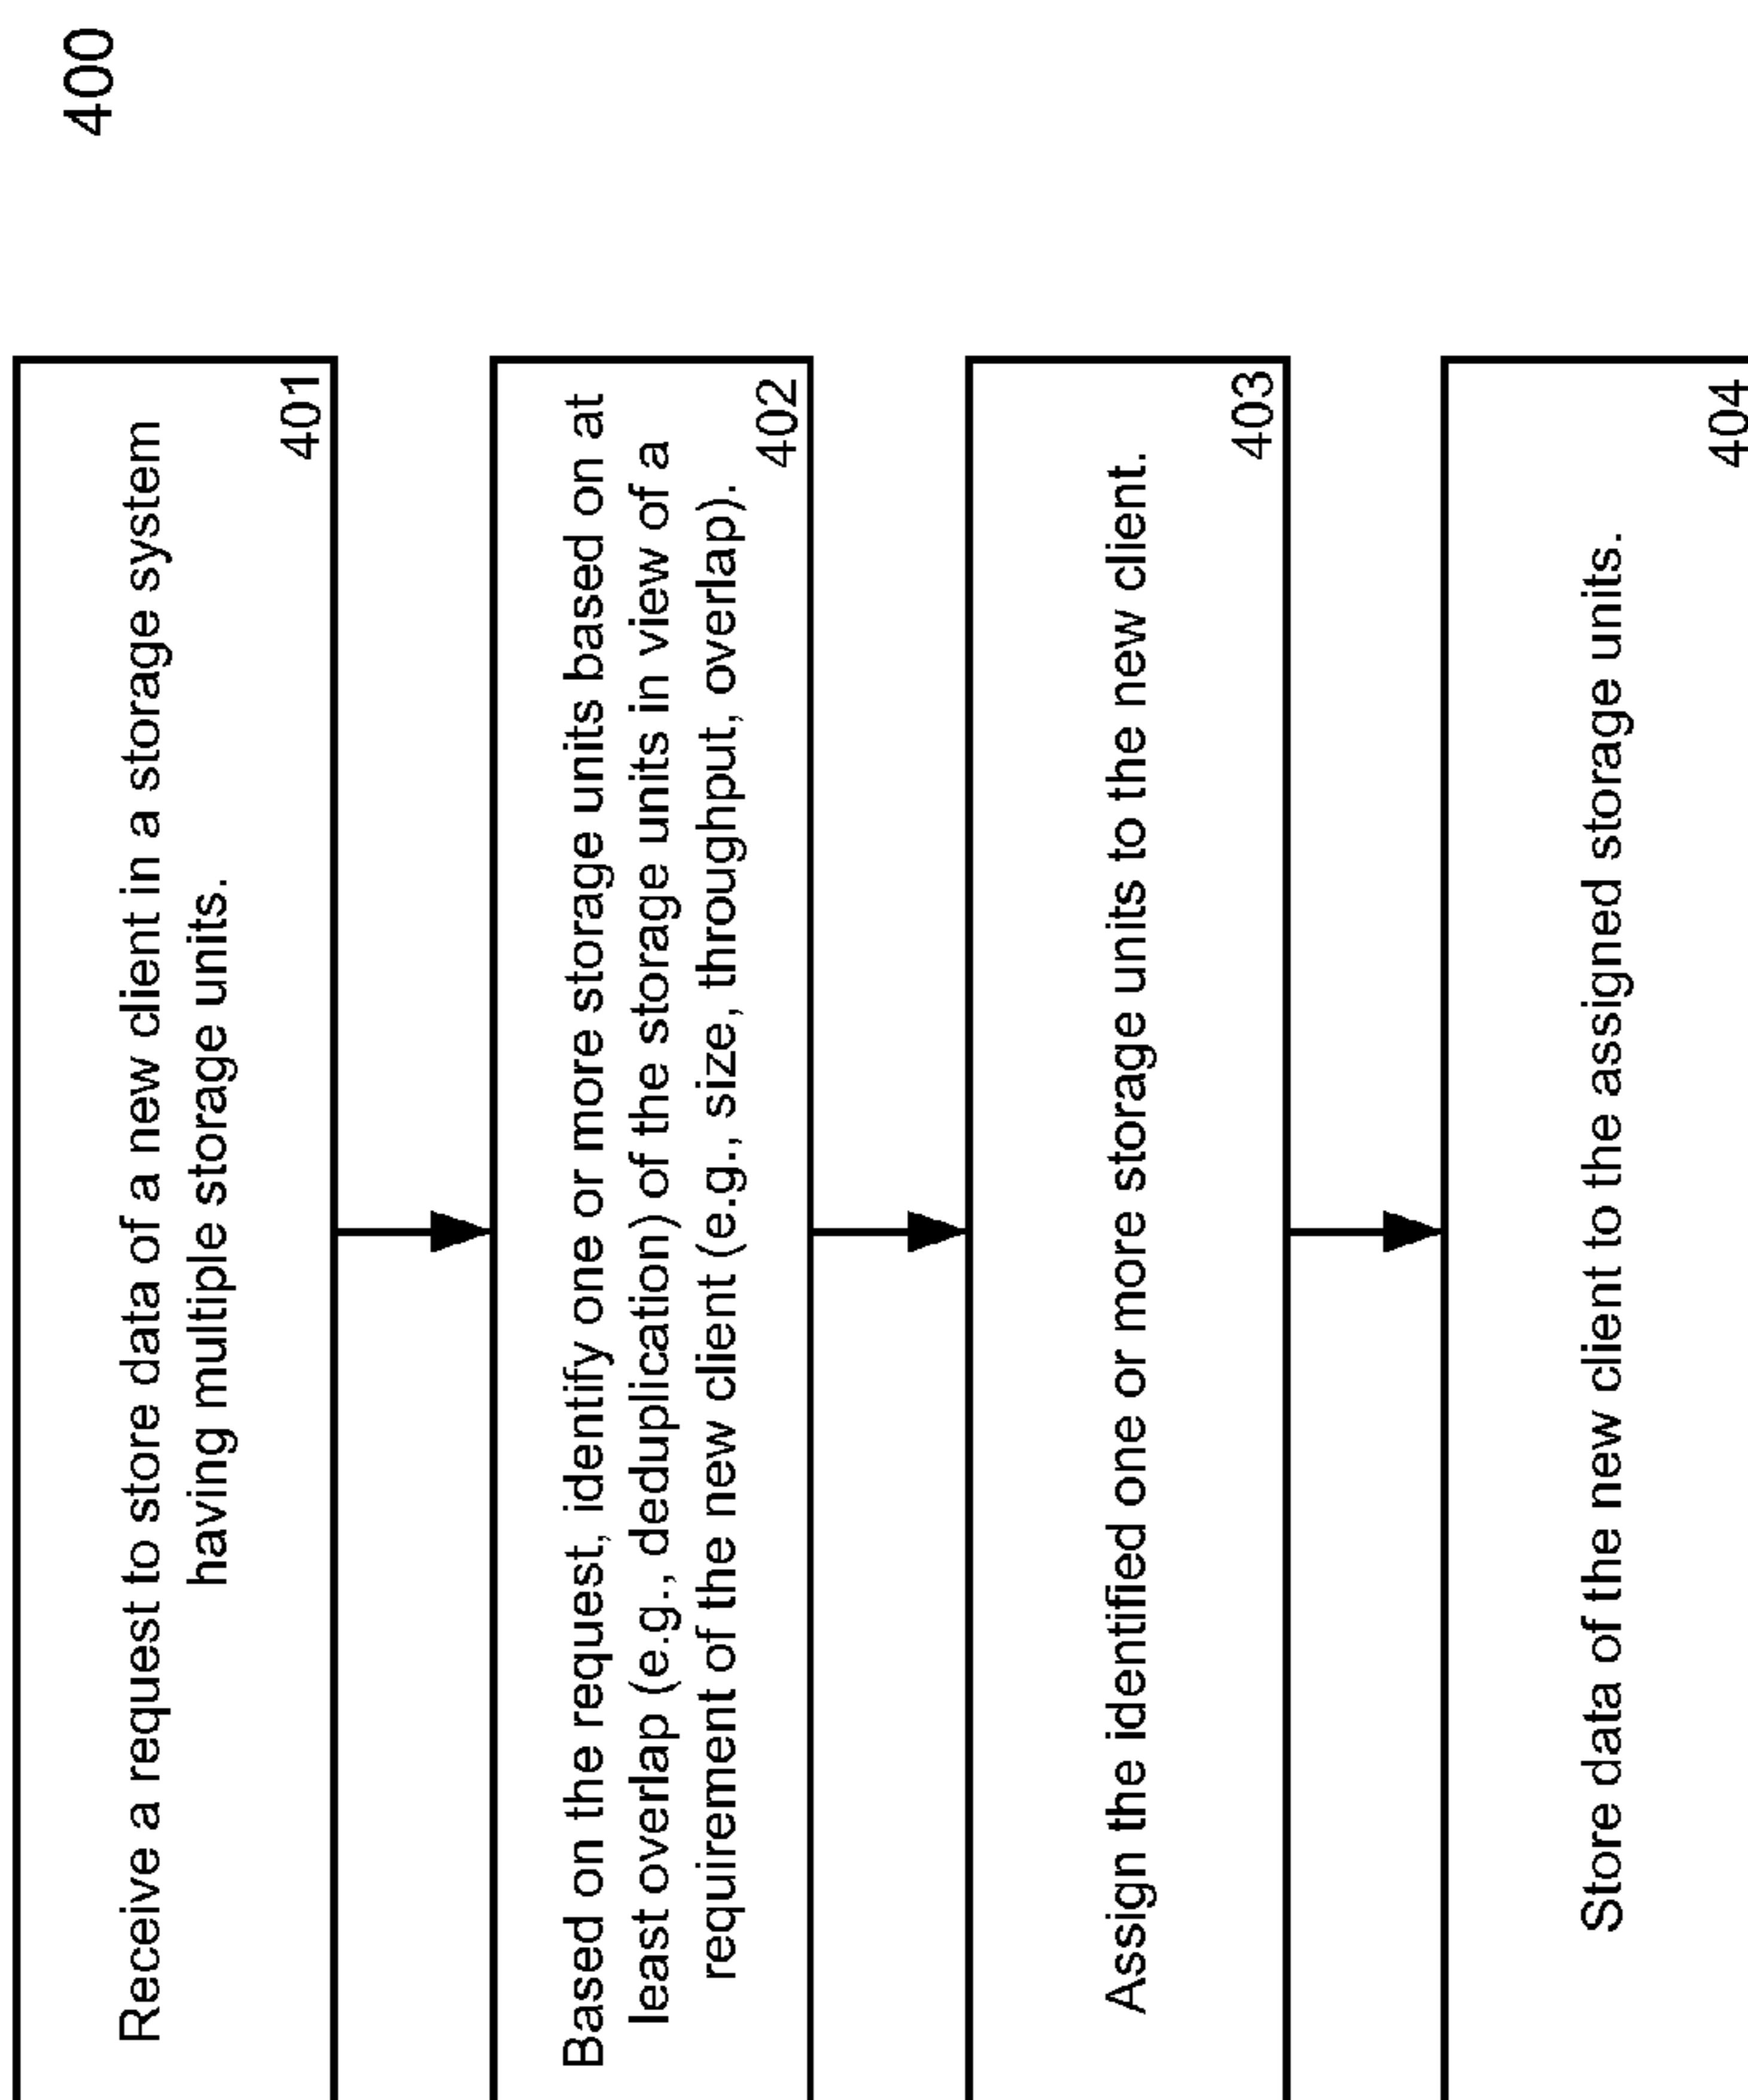 400
Receive a request to store data of a new client in a storage system
having multiple storage units.
401
Based on the request, identify one or more storage units based on at
least overlap (e.g., deduplication) of the storage units in view of a
requirement of the new client (e.g., size, throughput, overlap).
402
Assign the identified one or more storage units to the new client.
403
Store data of the new client to the assigned storage units.
404